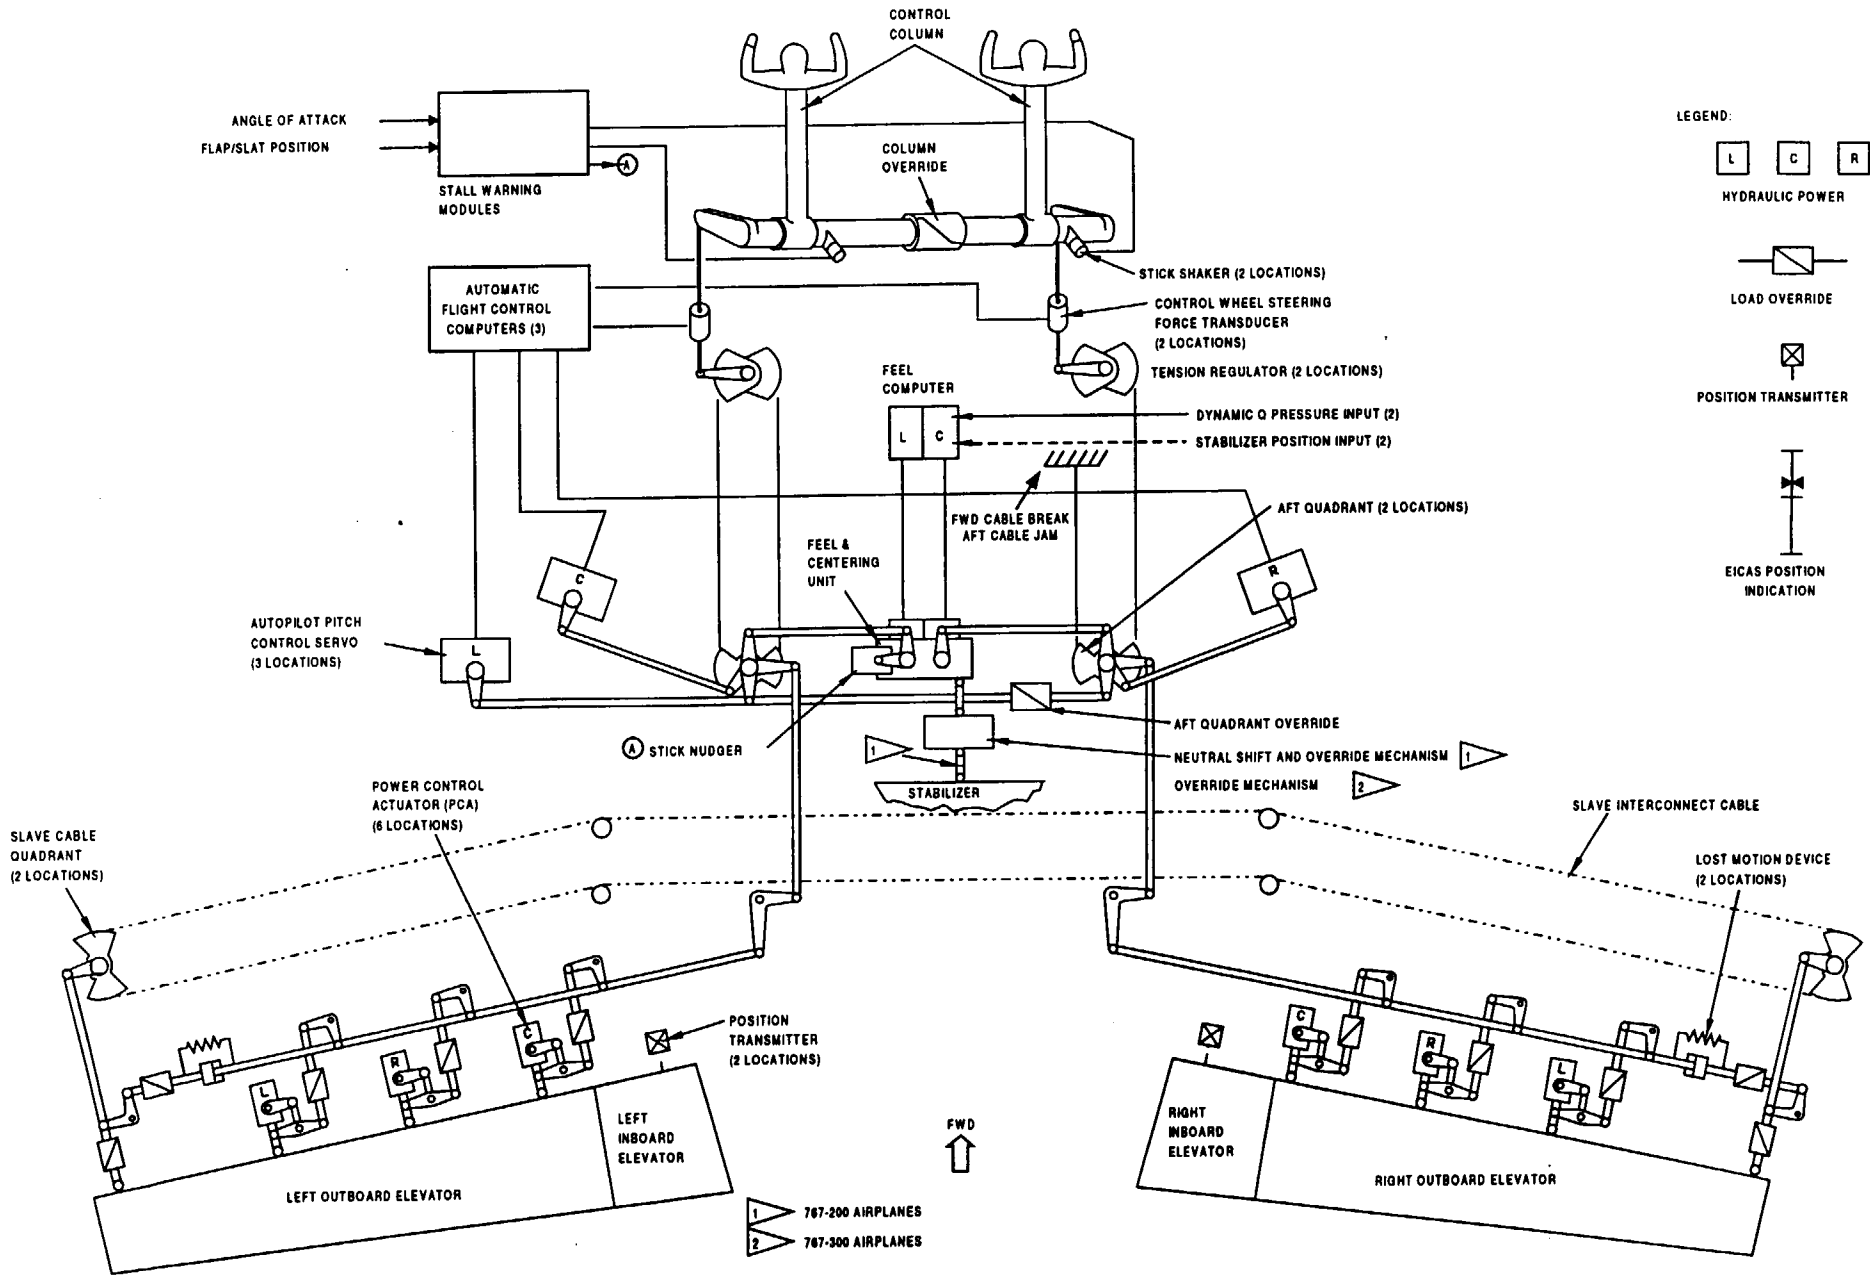 CONTROL
COLUMN
ANGLE OF ATTACK
FLAP/SLAT POSITION
A
STALL WARNING
MODULES
COLUMN
OVERRIDE
LEGEND:
L C R
HYDRAULIC POWER
LOAD OVERRIDE
POSITION TRANSMITTER
EICAS POSITION
INDICATION
AUTOMATIC
FLIGHT CONTROL
COMPUTERS (3)
STICK SHAKER (2 LOCATIONS)
CONTROL WHEEL STEERING
FORCE TRANSDUCER
(2 LOCATIONS)
TENSION REGULATOR (2 LOCATIONS)
FEEL
COMPUTER
L C
DYNAMIC Q PRESSURE INPUT (2)
STABILIZER POSITION INPUT (2)
FWD CABLE BREAK
AFT CABLE JAM
AFT QUADRANT (2 LOCATIONS)
FEEL &
CENTERING
UNIT
C
R
AUTOPILOT PITCH
CONTROL SERVO
(3 LOCATIONS)
L
AFT QUADRANT OVERRIDE
A STICK NUDGER
1
NEUTRAL SHIFT AND OVERRIDE MECHANISM 1
OVERRIDE MECHANISM 2
STABILIZER
POWER CONTROL
ACTUATOR (PCA)
(6 LOCATIONS)
SLAVE CABLE
QUADRANT
(2 LOCATIONS)
SLAVE INTERCONNECT CABLE
LOST MOTION DEVICE
(2 LOCATIONS)
POSITION
TRANSMITTER
(2 LOCATIONS)
L
R
C
C
R
L
LEFT
INBOARD
ELEVATOR
LEFT OUTBOARD ELEVATOR
FWD
RIGHT
INBOARD
ELEVATOR
RIGHT OUTBOARD ELEVATOR
1 767-200 AIRPLANES
2 767-300 AIRPLANES